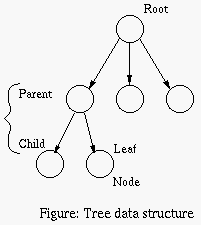 Root
Parent
Child
Leaf
Node
Figure: Tree data structure